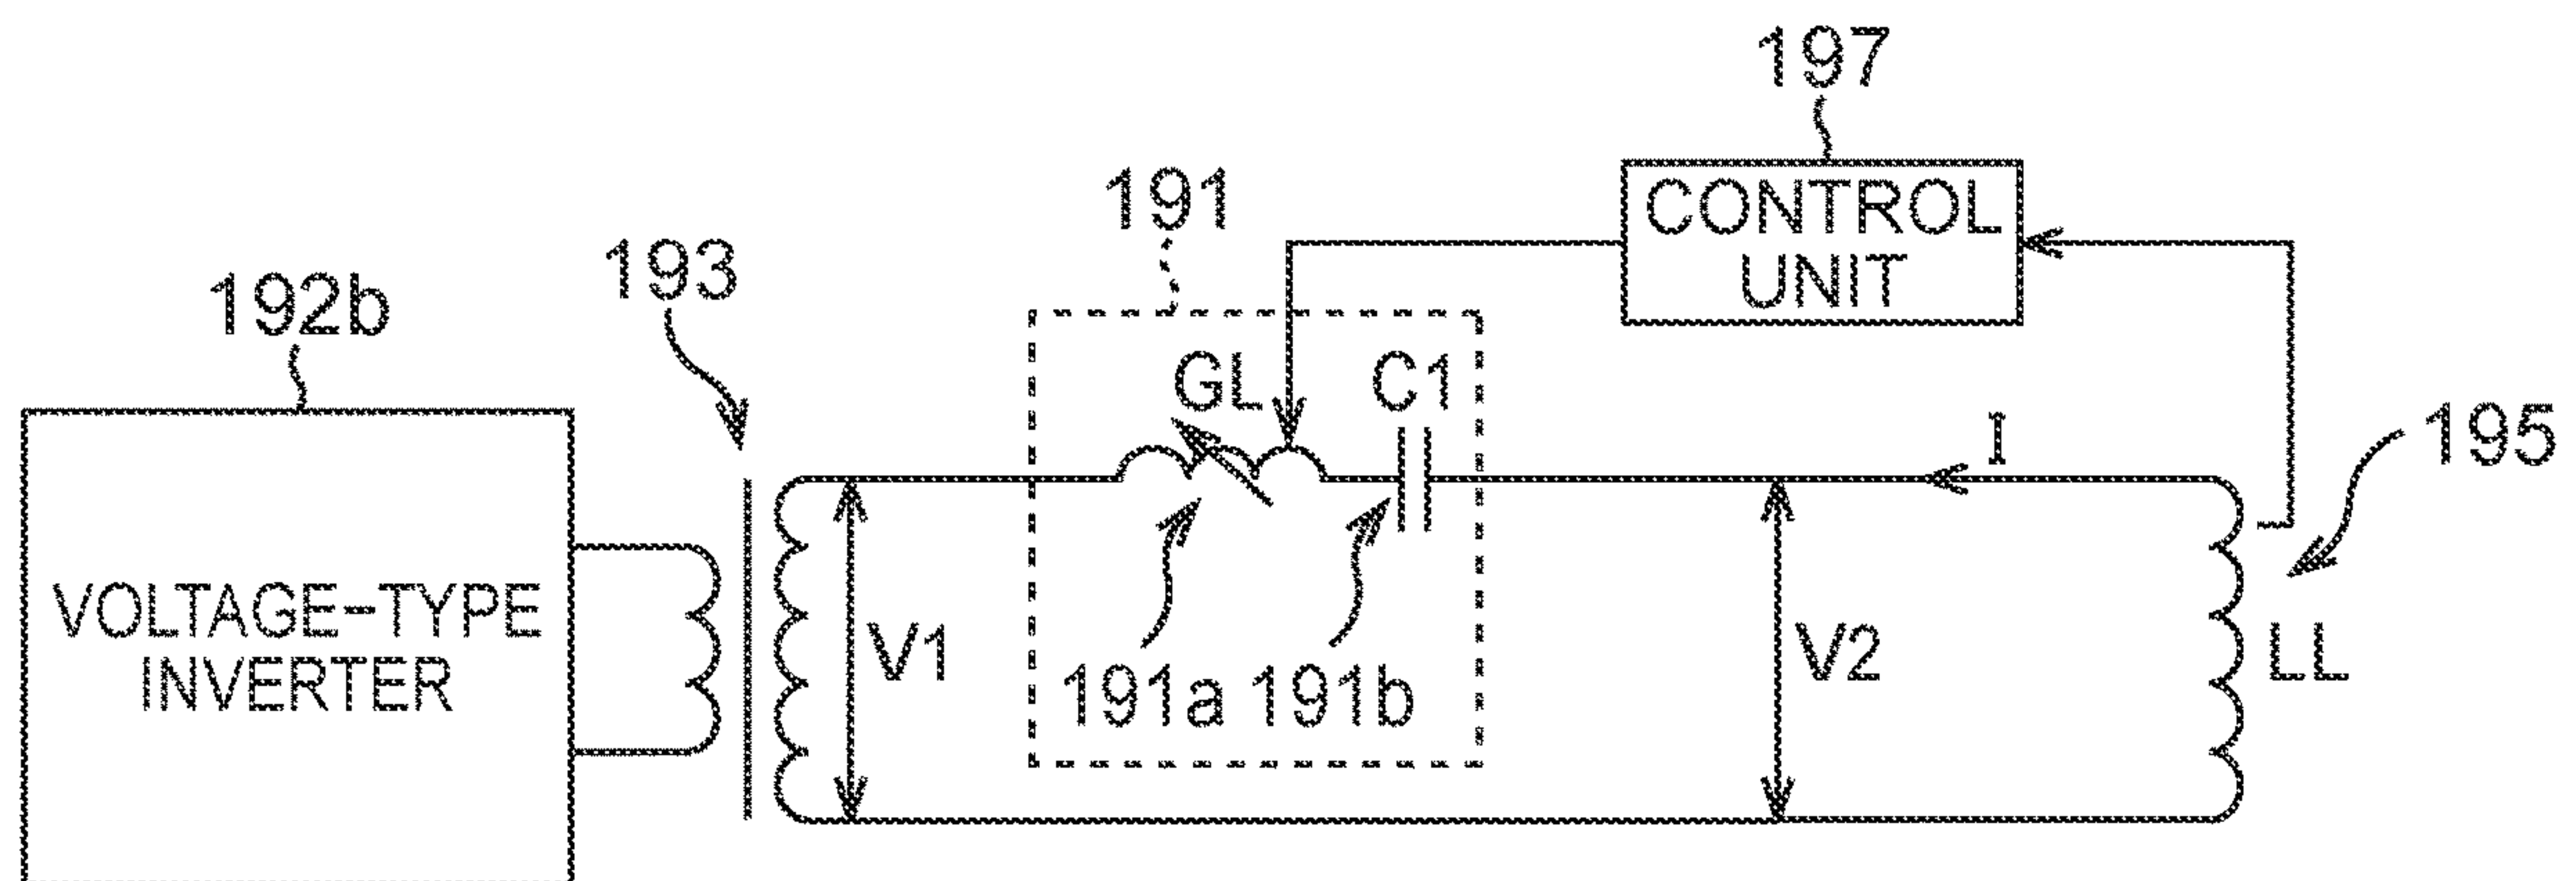 197
191
CONTROL
UNIT
193
192b
GL
C1
I
195
VOLTAGE-TYPE
INVERTER
V1
V2
LL
191a
191b